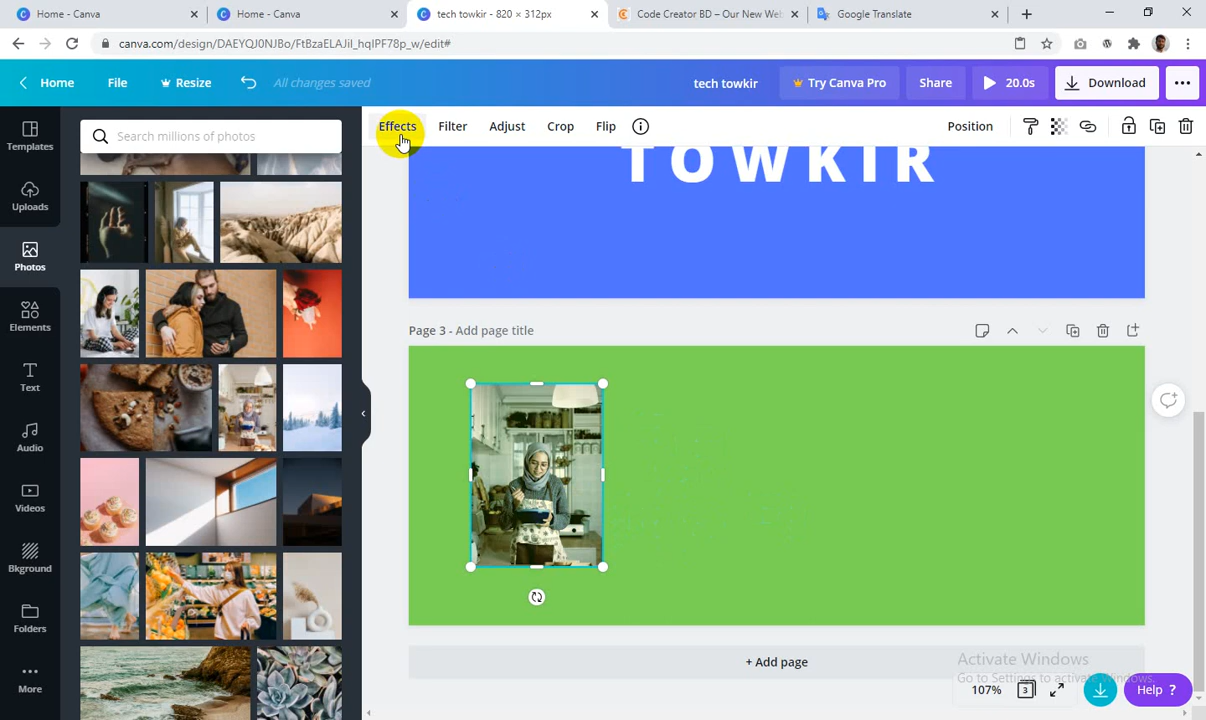 Home - Canva
Home - Canva
tech towkir - 820 × 312px
Code Creator BD – Our New Web
Google Translate
canva.com/design/DAEYQJ0NJBo/FtBzaELAJiI_hqIPF78p_w/edit#
Home
File
Resize
All changes saved
tech towkir
Try Canva Pro
Share
20.0s
Download
Effects
Filter
Adjust
Crop
Flip
Position
Search millions of photos
Templates
Uploads
Photos
Elements
Text
Audio
Videos
Bkground
Folders
More
TOWKIR
Page 3 - Add page title
+ Add page
Activate Windows
Go to Settings to activate Windows.
107%
3
Help ?